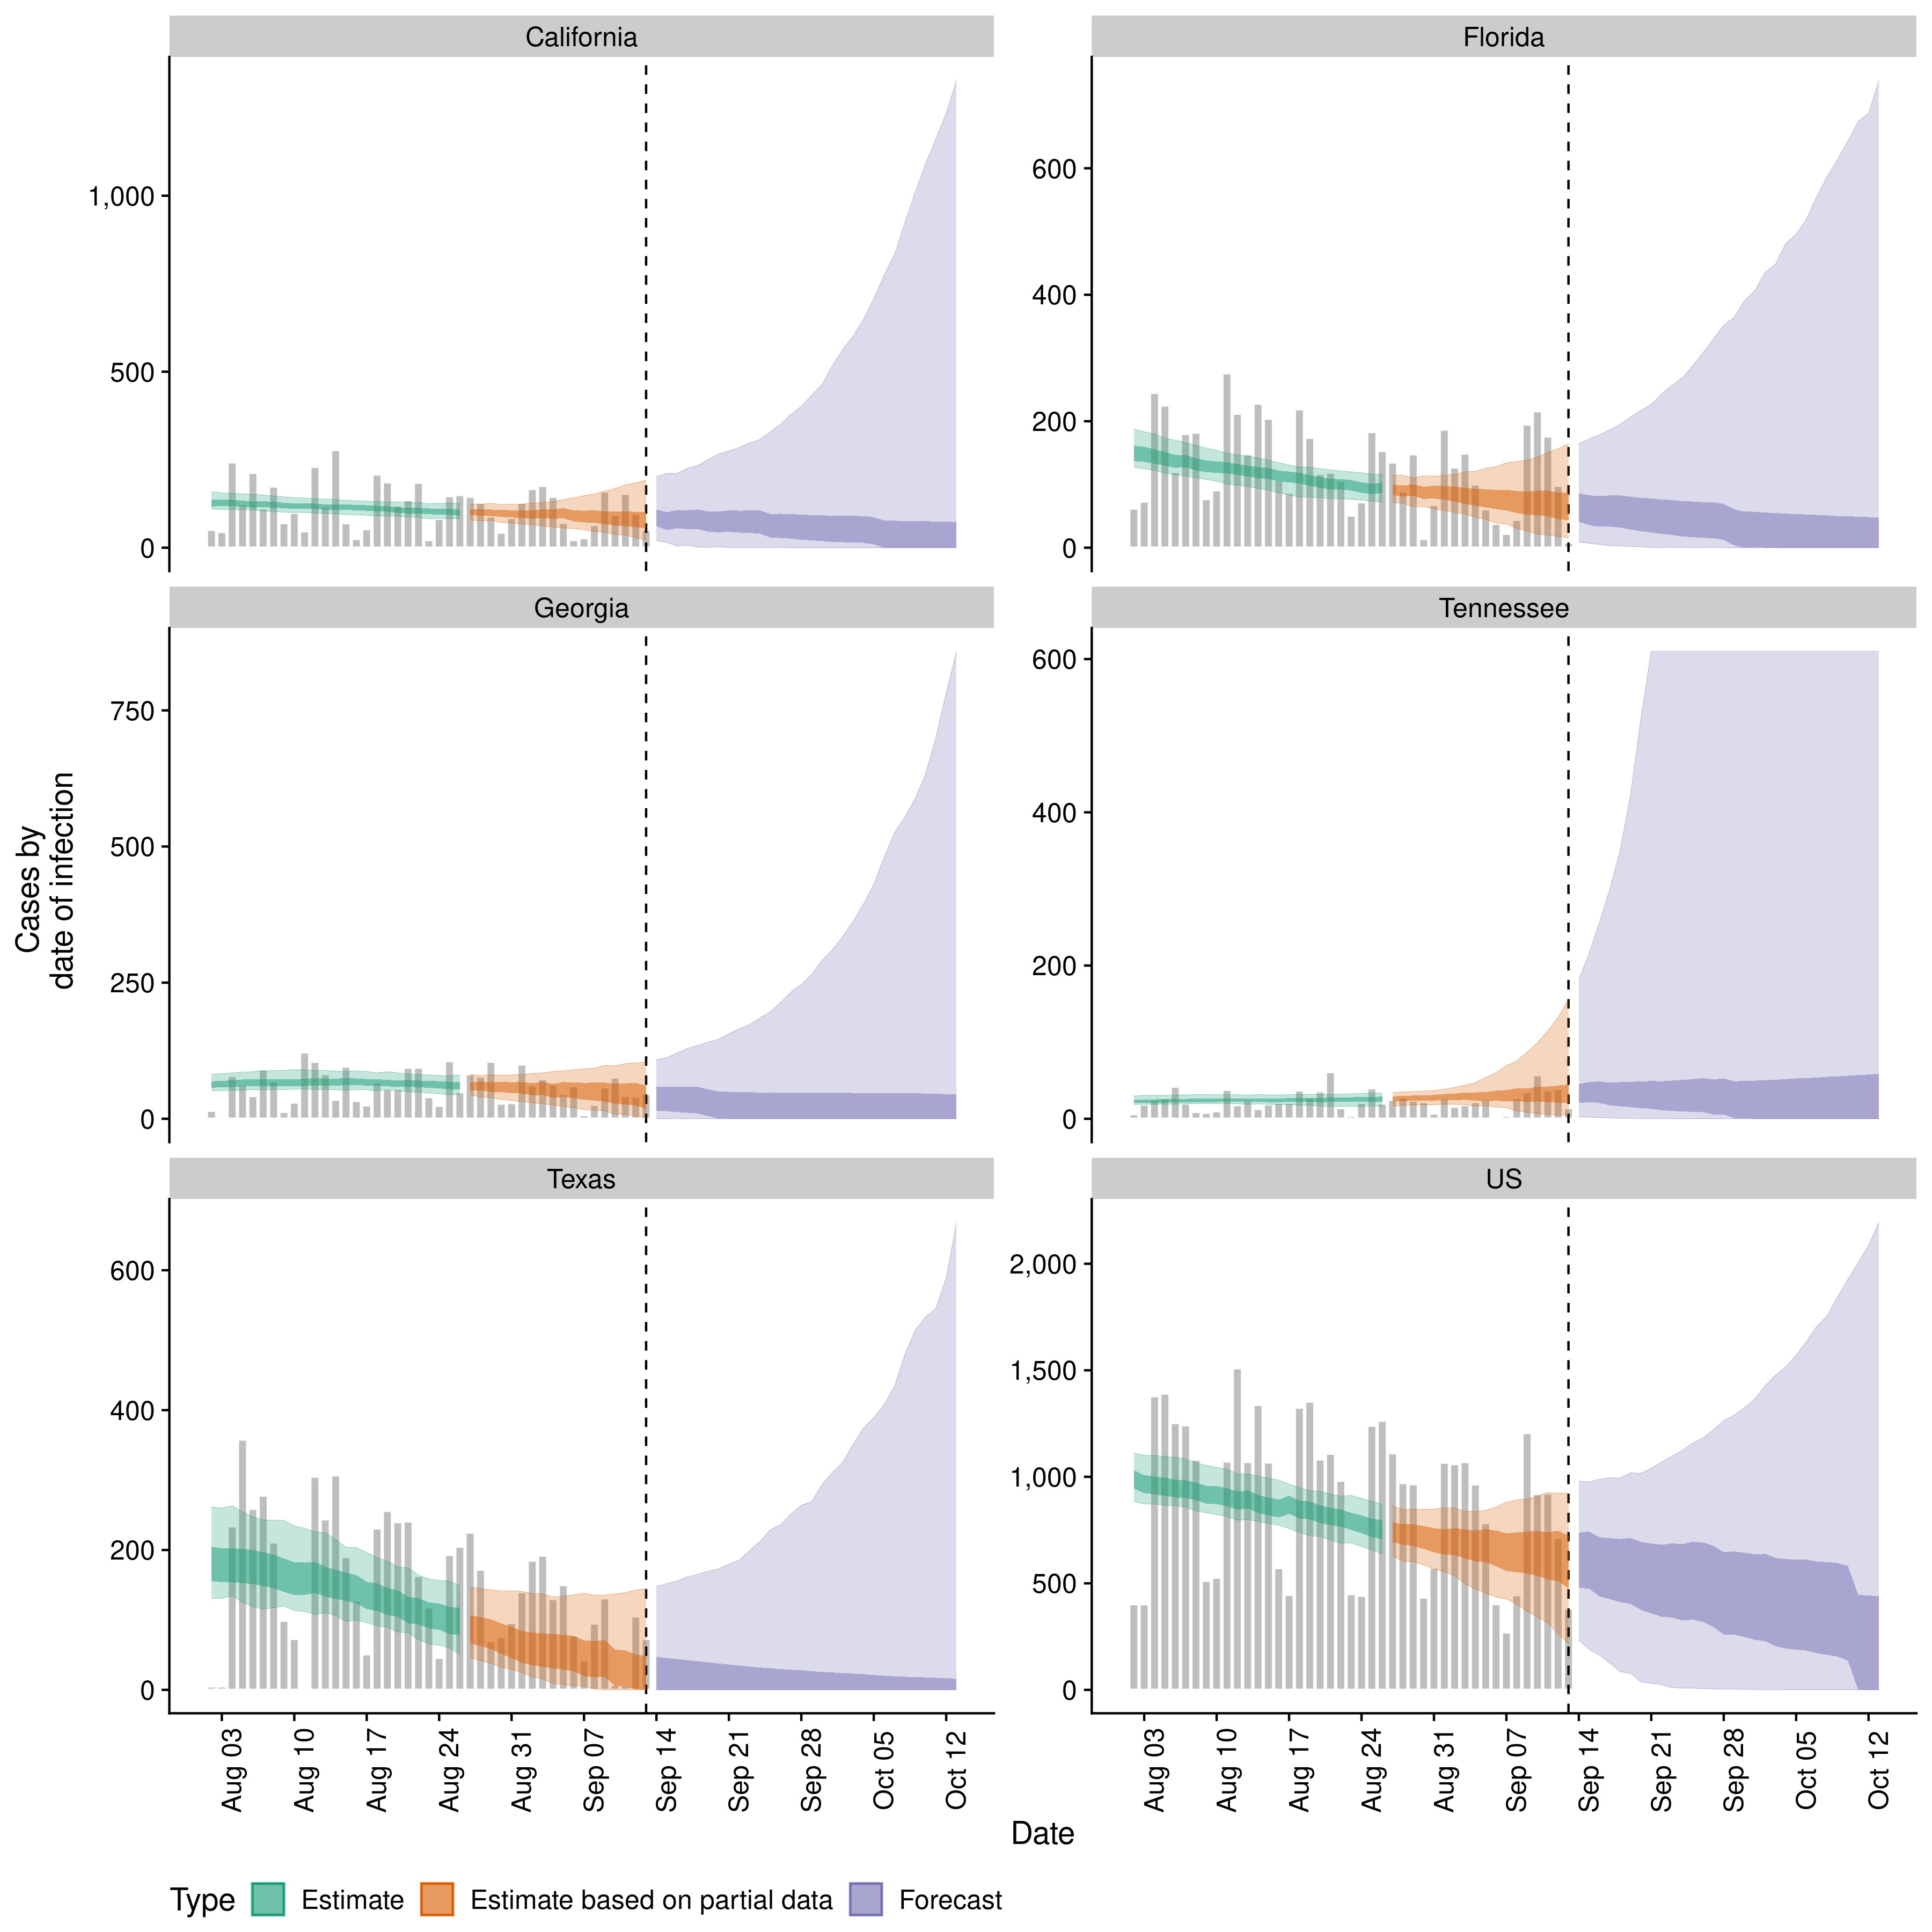 California
Florida
1,000
500
0
600
400
200
0
Georgia
Tennessee
750
500
250
0
600
400
200
0
Texas
US
600
400
200
0
2,000
1,500
1,000
500
0
Cases by
date of infection
Aug 03
Aug 10
Aug 17
Aug 24
Aug 31
Sep 07
Sep 14
Sep 21
Sep 28
Oct 05
Oct 12
Aug 03
Aug 10
Aug 17
Aug 24
Aug 31
Sep 07
Sep 14
Sep 21
Sep 28
Oct 05
Oct 12
Date
Type Estimate Estimate based on partial data Forecast